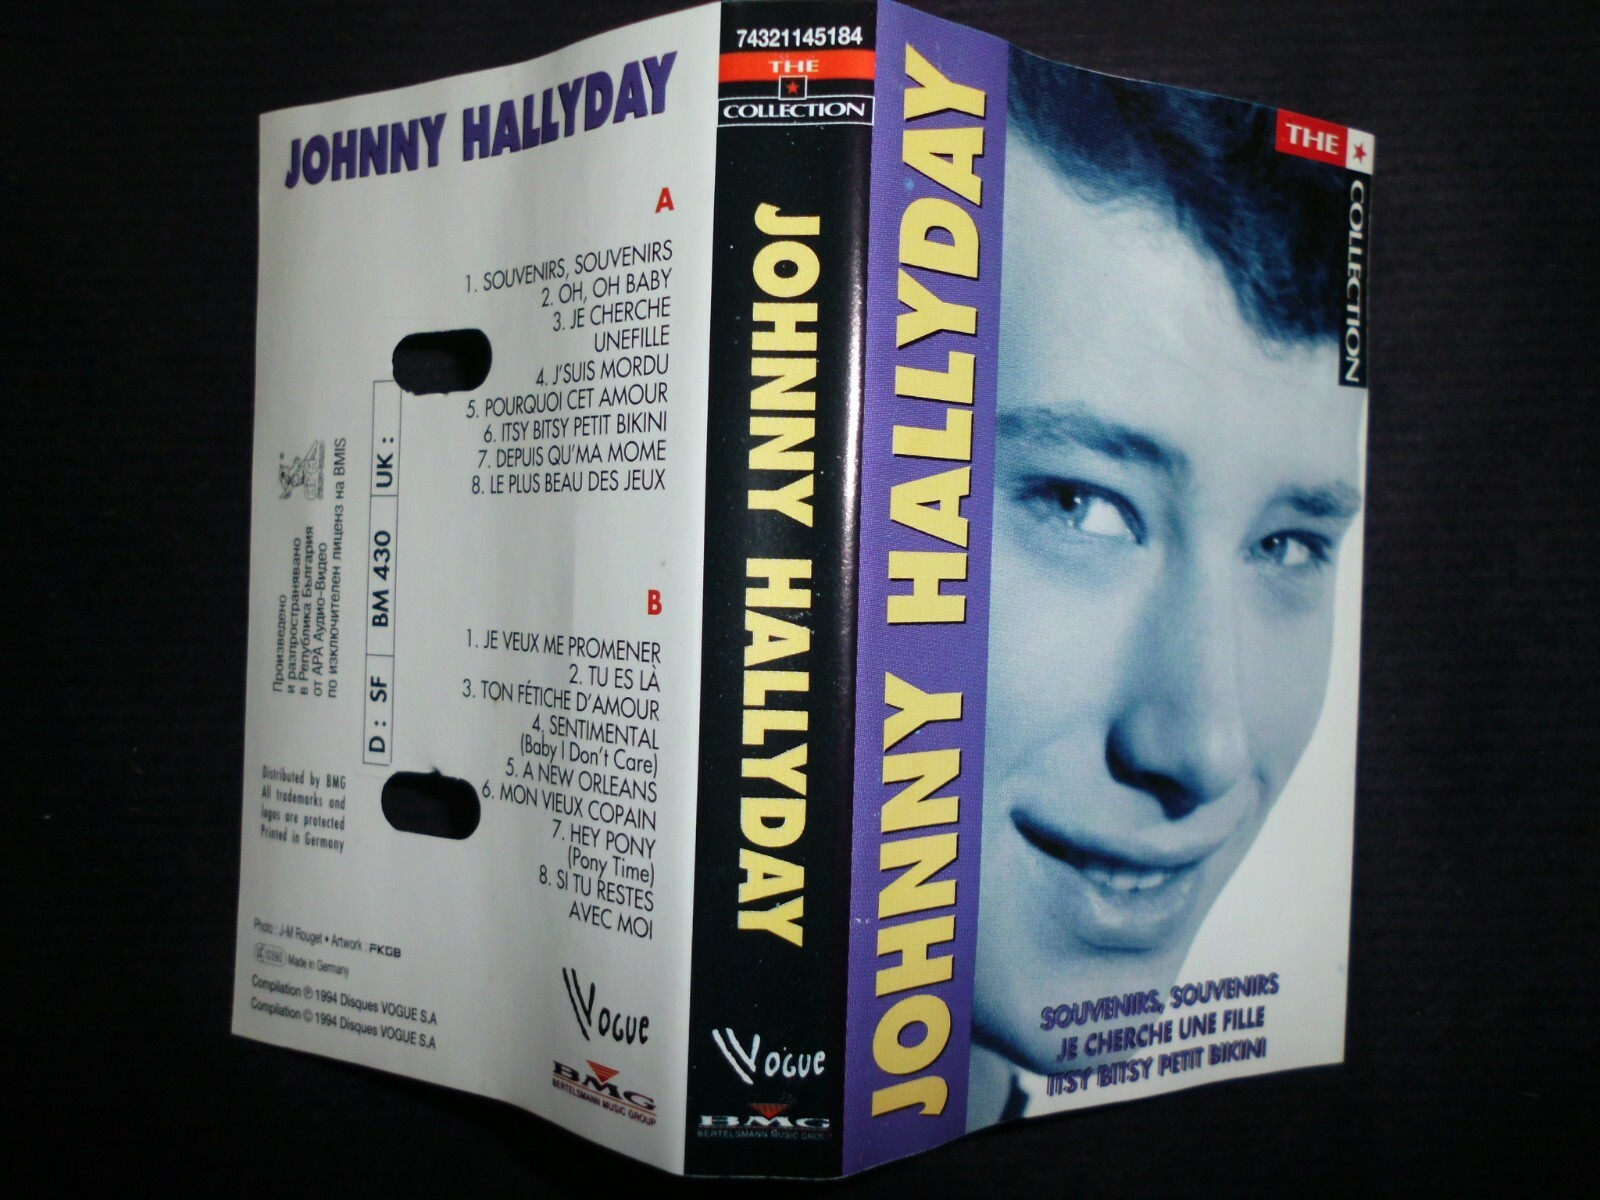 JOHNNY HALLYDAY
A
1. SOUVENIRS, SOUVENIRS
2. OH, OH BABY
3. JE CHERCHE
UNEFILLE
4. J'SUIS MORDU
5. POURQUOI CET AMOUR
6. ITSY BITSY PETIT BIKINI
7. DEPUIS QU'MA MOME
8. LE PLUS BEAU DES JEUX
B
1. JE VEUX ME PROMENER
2. TU ES LÀ
3. TON FÉTICHE D'AMOUR
4. SENTIMENTAL
(Baby I Don't Care)
5. A NEW ORLEANS
6. MON VIEUX COPAIN
7. HEY PONY
(Pony Time)
8. SI TU RESTES
AVEC MOI
Произведено
и разпространявано
в Република България
от АРА Аудио-Видео
по изключителен лиценз на BMIS
D : SF
BM 430
UK :
Distributed by BMG
All trademarks and
logos are protected
Printed in Germany
Photo : J-M Rouget • Artwork : FKGB
Made in Germany
Compilation ℗ 1994 Disques VOGUE S.A
Compilation © 1994 Disques VOGUE S.A
VOGUE
BMG
BERTELSMANN MUSIC GROUP
74321145184
THE
COLLECTION
JOHNNY HALLYDAY
VOGUE
BMG
BERTELSMANN MUSIC GROUP
JOHNNY HALLYDAY
THE
COLLECTION
SOUVENIRS, SOUVENIRS
JE CHERCHE UNE FILLE
ITSY BITSY PETIT BIKINI